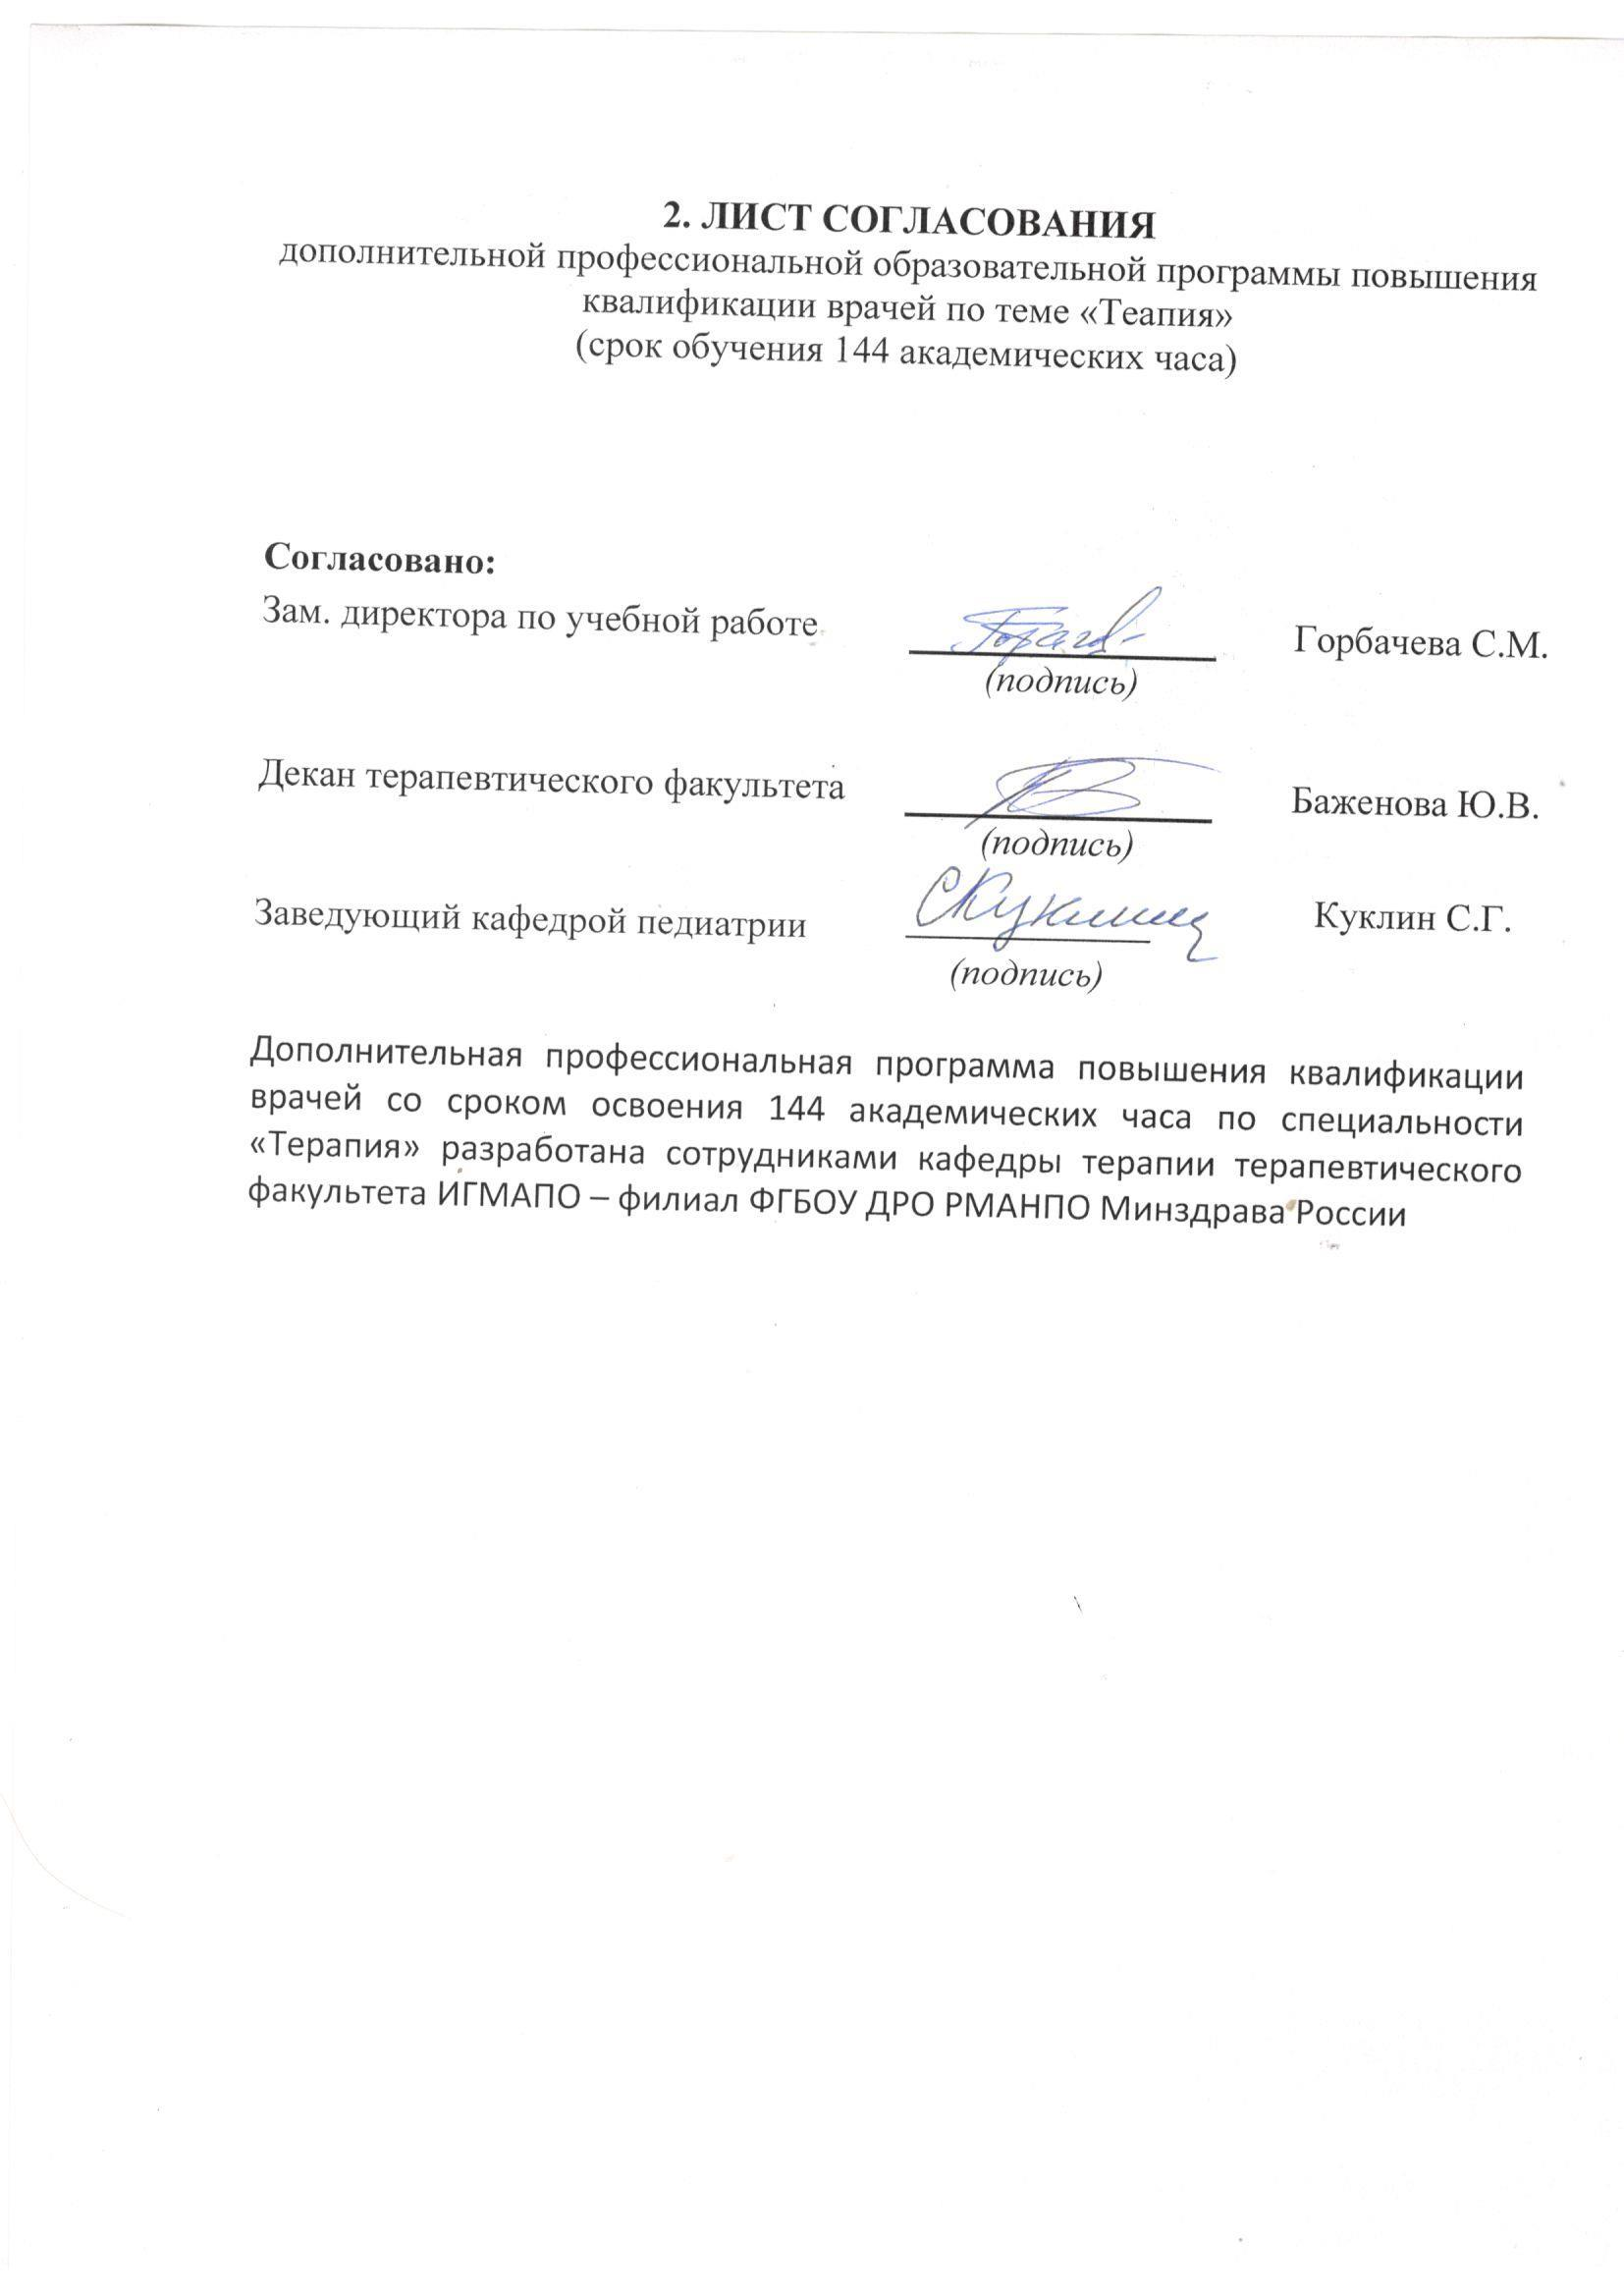 2. ЛИСТ СОГЛАСОВАНИЯ
дополнительной профессиональной образовательной программы повышения
квалификации врачей по теме «Теапия»
(срок обучения 144 академических часа)
Согласовано:
Зам. директора по учебной работе Горбачева С.М.
(подпись)
Декан терапевтического факультета Баженова Ю.В.
(подпись)
Заведующий кафедрой педиатрии СКуклин Куклин С.Г.
(подпись)
Дополнительная профессиональная программа повышения квалификации
врачей со сроком освоения 144 академических часа по специальности
«Терапия» разработана сотрудниками кафедры терапии терапевтического
факультета ИГМАПО – филиал ФГБОУ ДРО РМАНПО Минздрава России